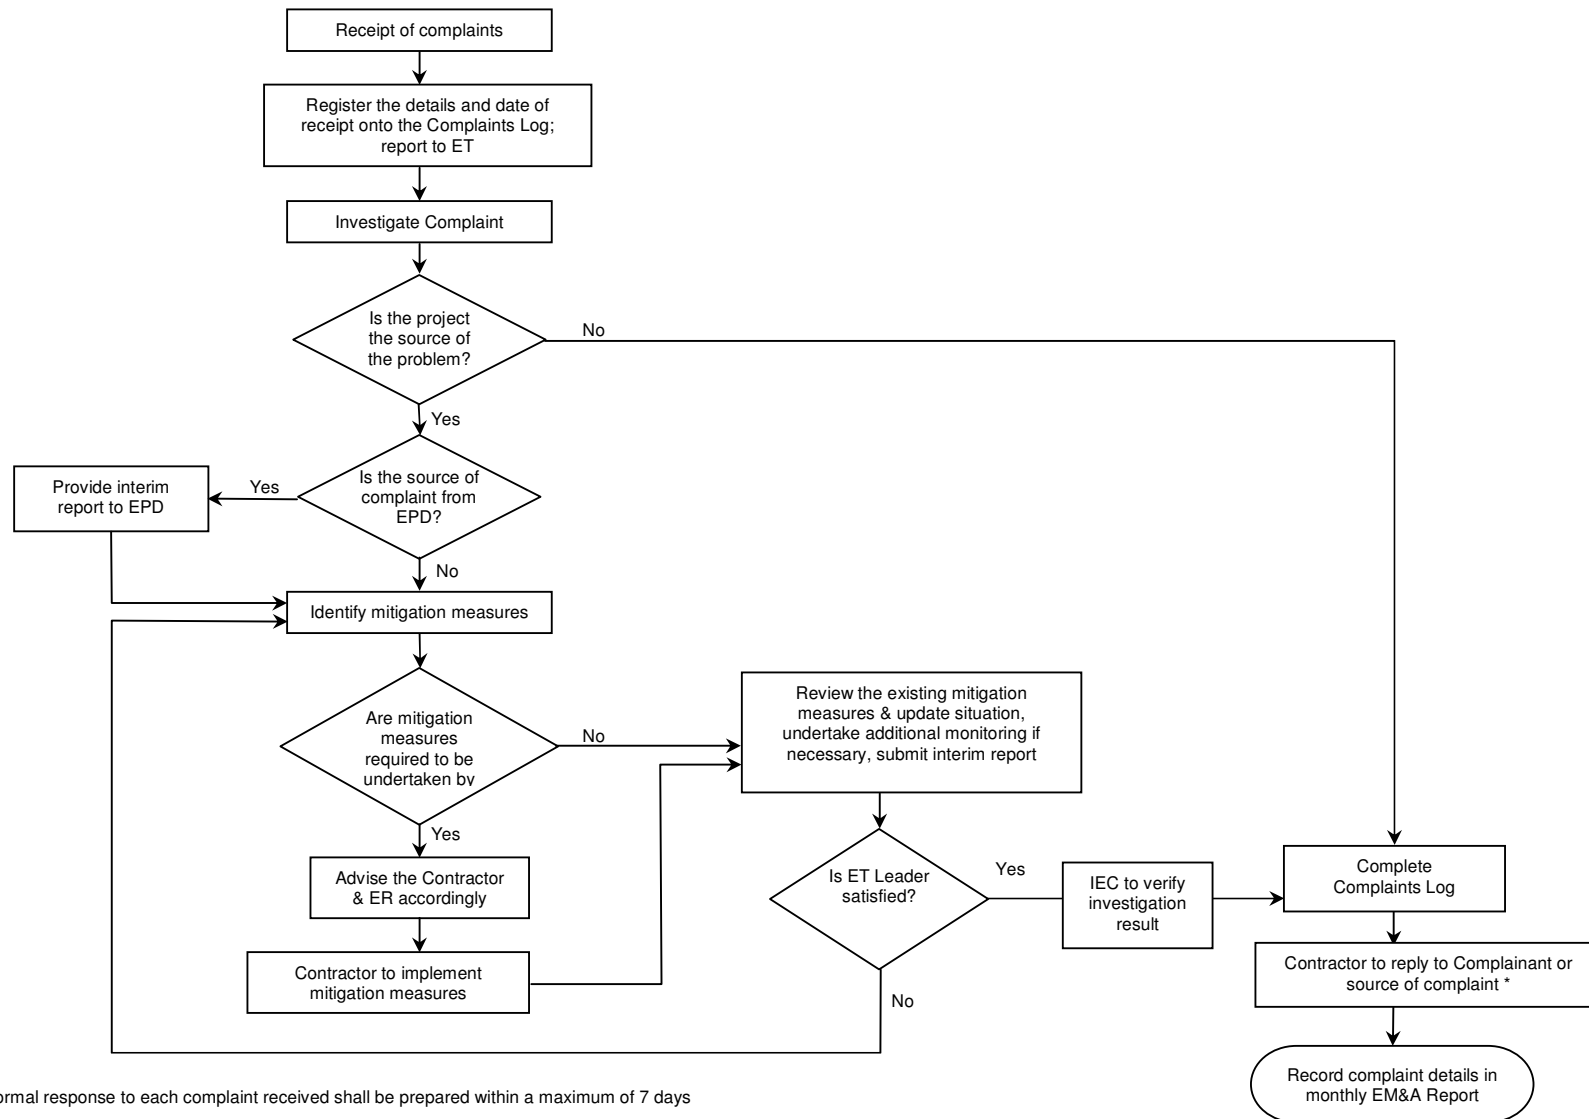 Receipt of complaints
Register the details and date of
receipt onto the Complaints Log;
report to ET
Investigate Complaint
Is the project
the source of
the problem?
No
Yes
Is the source of
complaint from
EPD?
Yes
Provide interim
report to EPD
No
Identify mitigation measures
Are mitigation
measures
required to be
undertaken by
No
Review the existing mitigation
measures & update situation,
undertake additional monitoring if
necessary, submit interim report
Yes
Advise the Contractor
& ER accordingly
Contractor to implement
mitigation measures
Is ET Leader
satisfied?
Yes
IEC to verify
investigation
result
No
Complete
Complaints Log
Contractor to reply to Complainant or
source of complaint *
Record complaint details in
monthly EM&A Report
ormal response to each complaint received shall be prepared within a maximum of 7 days